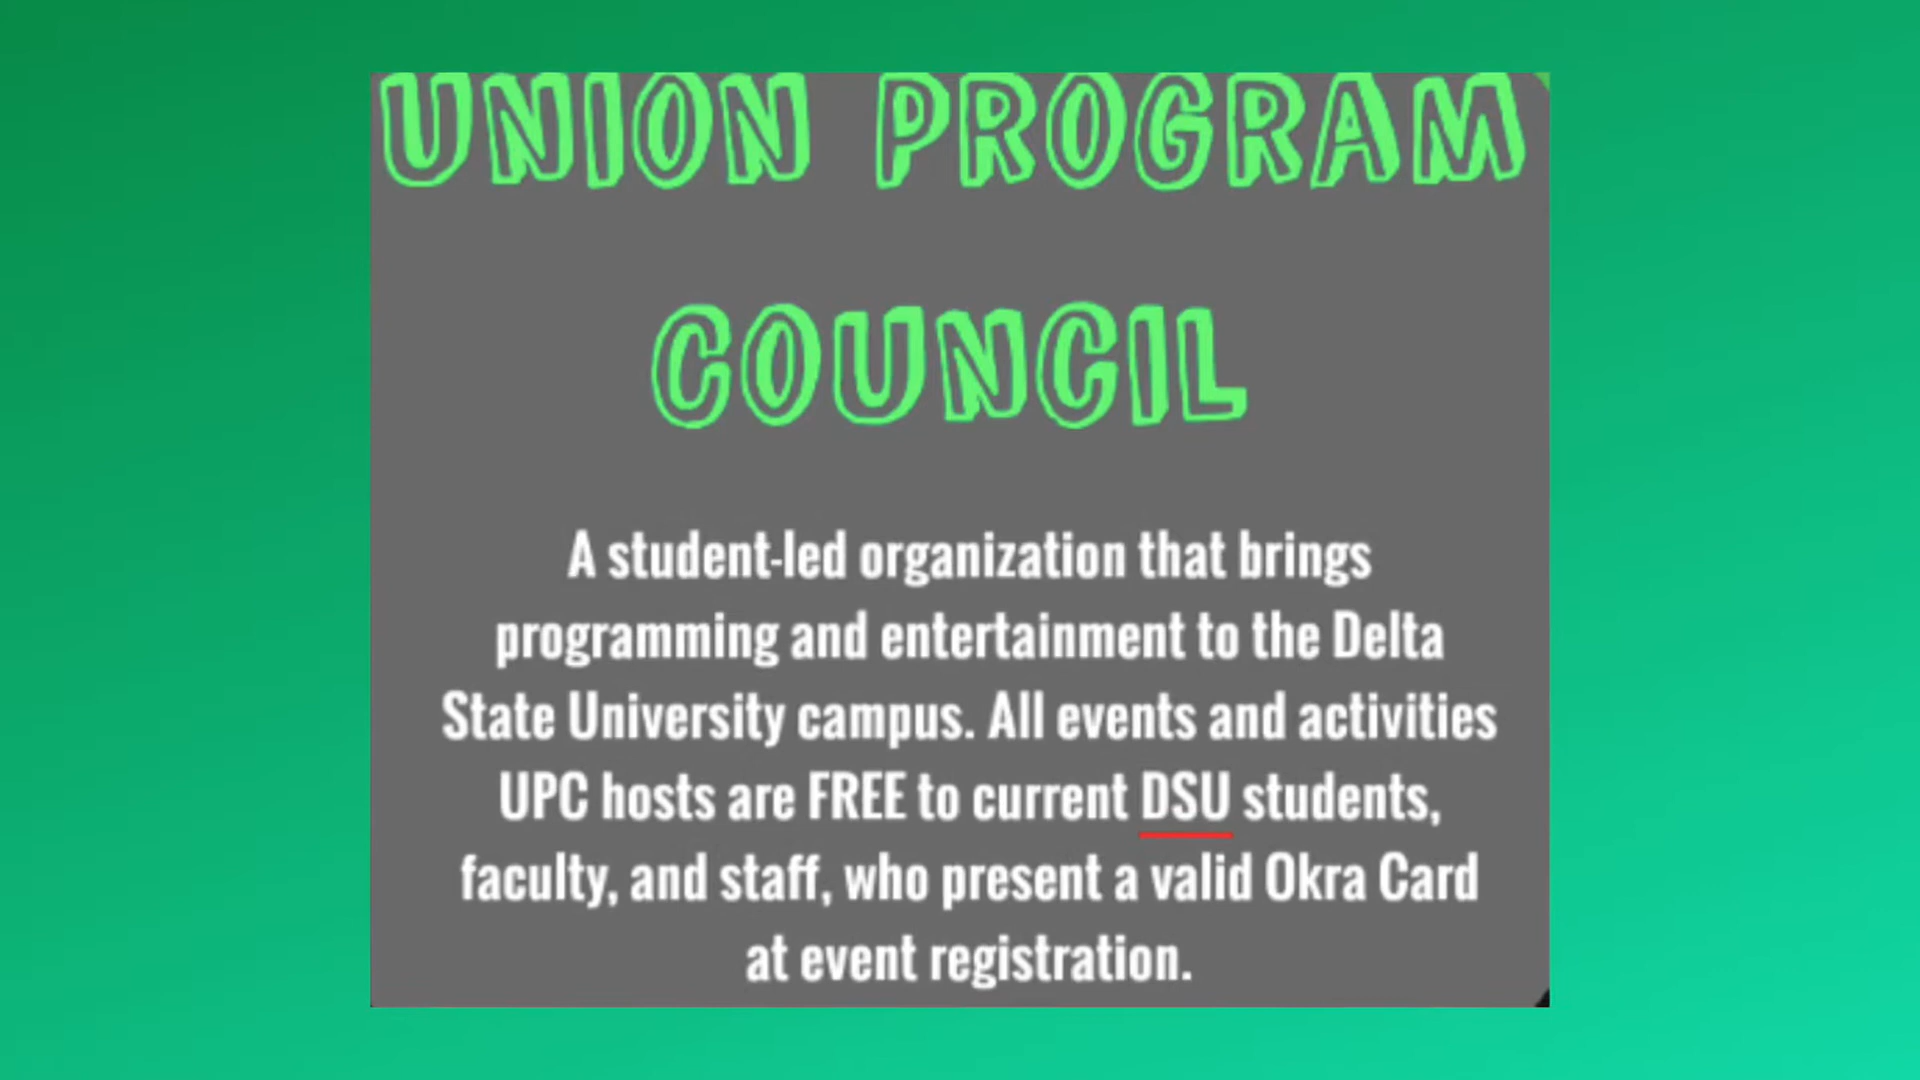 UNION PROGRAM
COUNCIL
A student-led organization that brings
programming and entertainment to the Delta
State University campus. All events and activities
UPC hosts are FREE to current DSU students,
faculty, and staff, who present a valid Okra Card
at event registration.